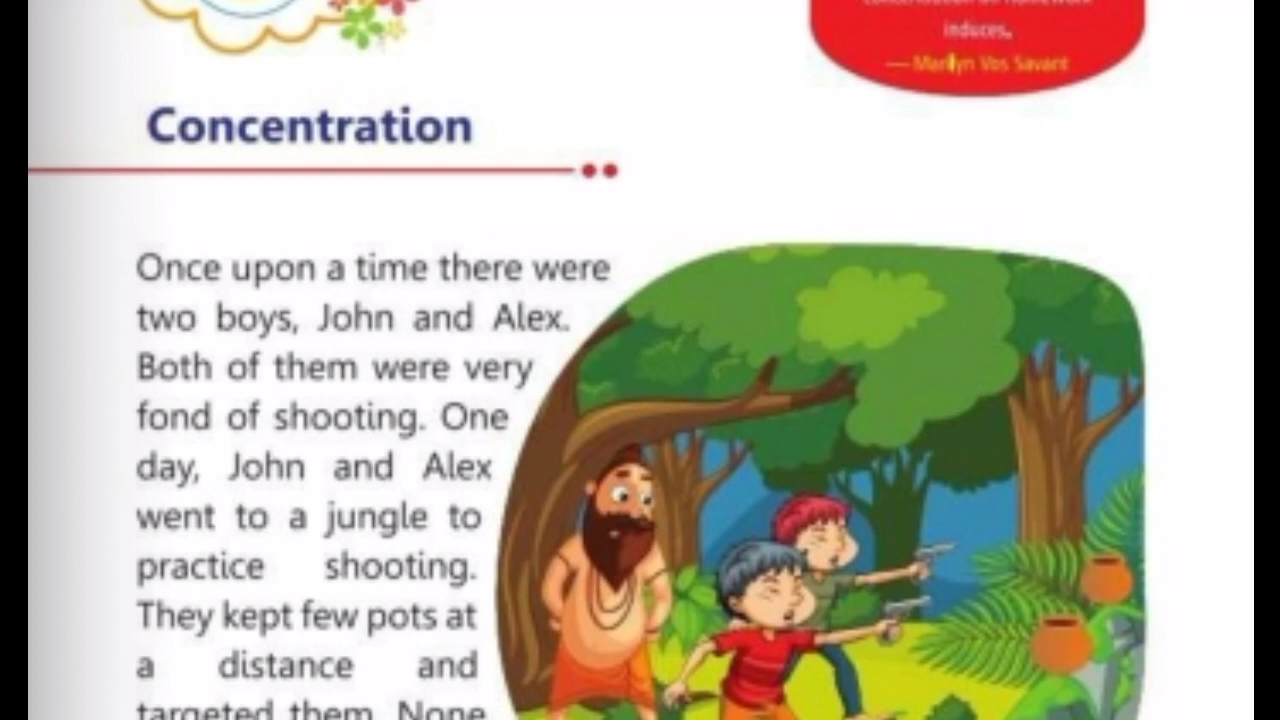 induces.
— Marilyn Vos Savant
Concentration
Once upon a time there were
two boys, John and Alex.
Both of them were very
fond of shooting. One
day, John and Alex
went to a jungle to
practice shooting.
They kept few pots at
a distance and
targeted them. None